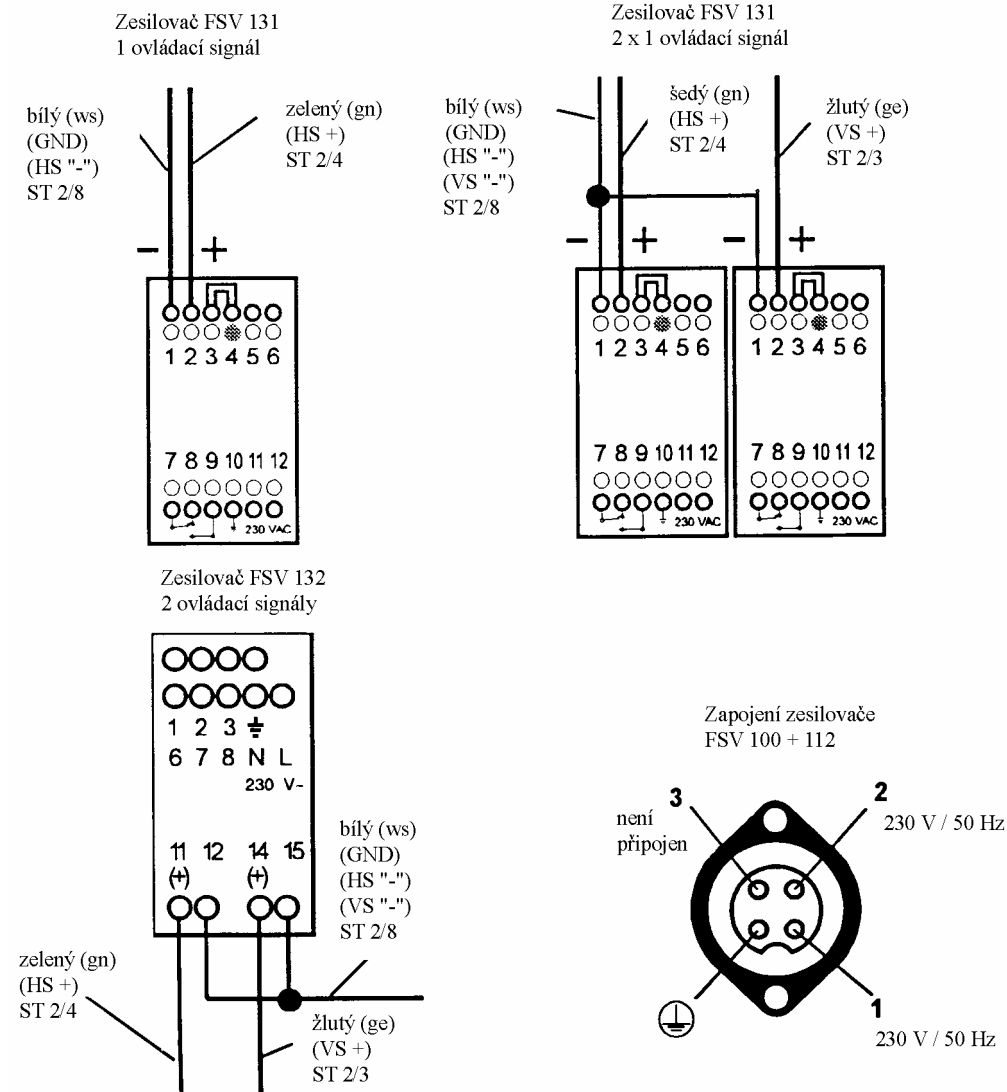 Zesilovač FSV 131
1 ovládací signál
bílý (ws)
(GND)
(HS "-")
ST 2/8
zelený (gn)
(HS +)
ST 2/4
− +
1 2 3 4 5 6
7 8 9 10 11 12
230 VAC
Zesilovač FSV 131
2 x 1 ovládací signál
bílý (ws)
(GND)
(HS "-")
(VS "-")
ST 2/8
šedý (gn)
(HS +)
ST 2/4
žlutý (ge)
(VS +)
ST 2/3
− +
− +
1 2 3 4 5 6
7 8 9 10 11 12
230 VAC
1 2 3 4 5 6
7 8 9 10 11 12
230 VAC
Zesilovač FSV 132
2 ovládací signály
1 2 3
6 7 8 N L
230 V~
11 12 14 15
(+) (+)
bílý (ws)
(GND)
(HS "-")
(VS "-")
ST 2/8
zelený (gn)
(HS +)
ST 2/4
žlutý (ge)
(VS +)
ST 2/3
Zapojení zesilovače
FSV 100 + 112
3
není
připojen
2
230 V / 50 Hz
1
230 V / 50 Hz